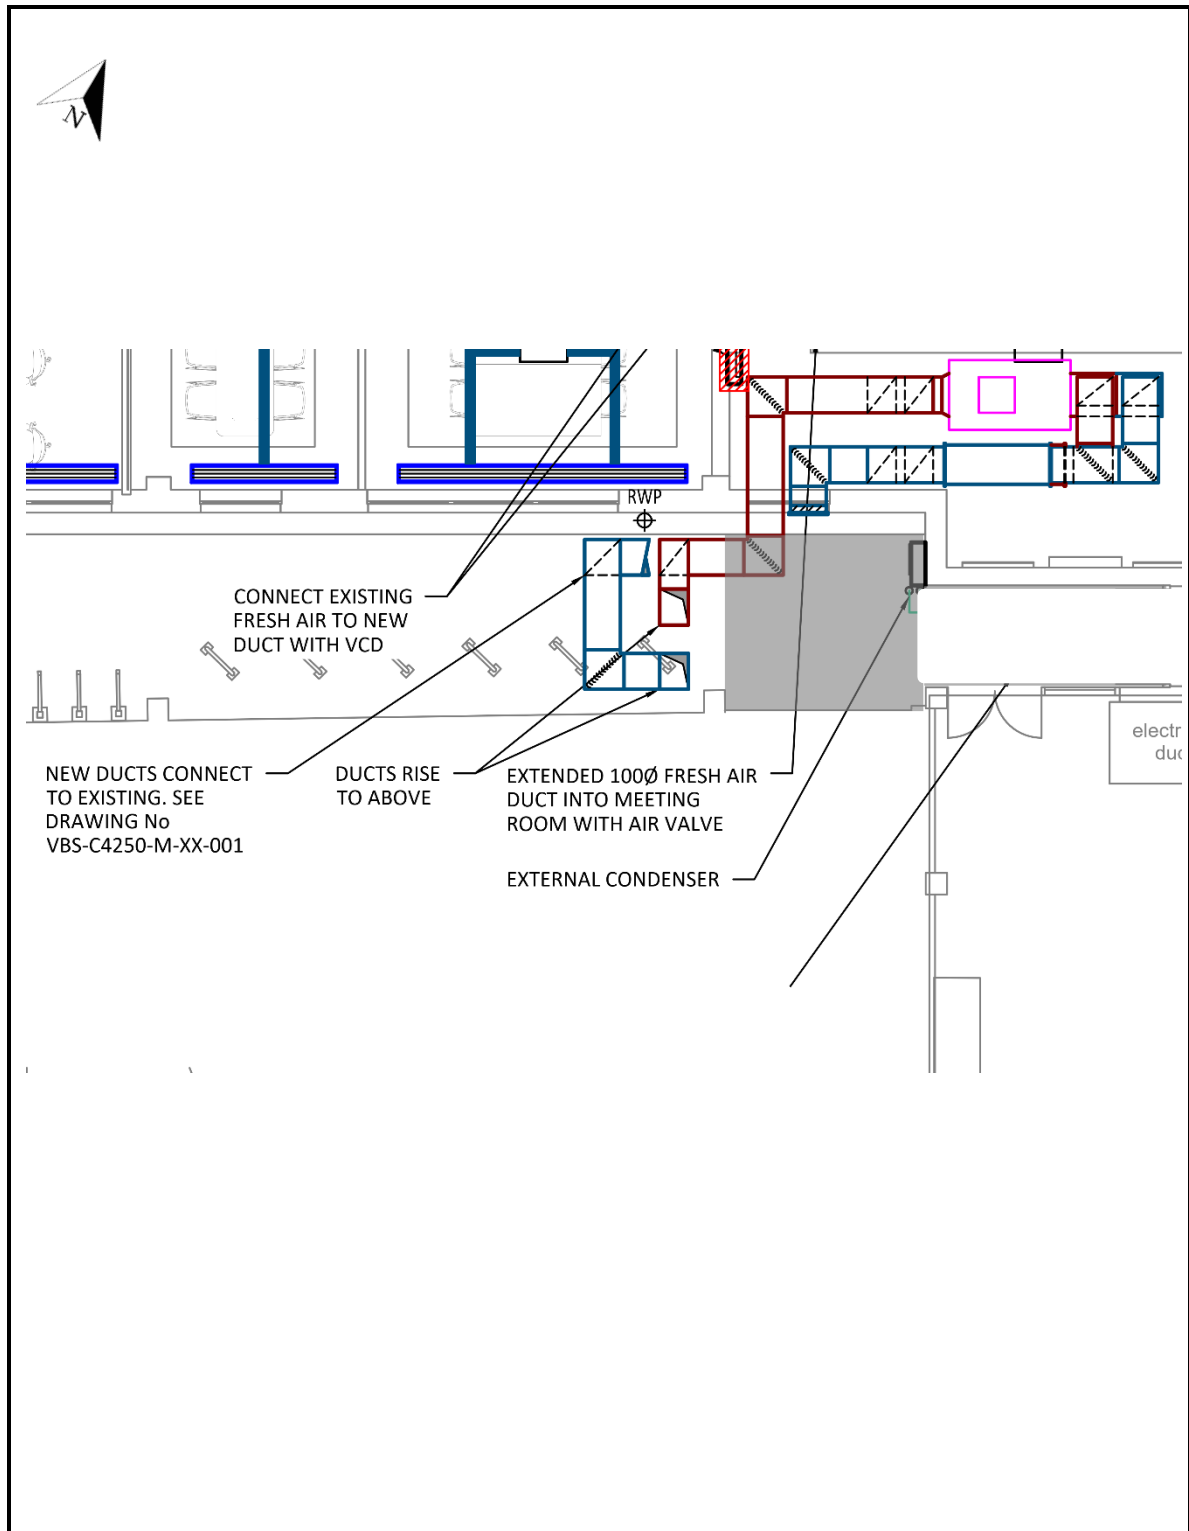 N
RWP
CONNECT EXISTING
FRESH AIR TO NEW
DUCT WITH VCD
NEW DUCTS CONNECT
TO EXISTING. SEE
DRAWING No
VBS-C4250-M-XX-001
DUCTS RISE
TO ABOVE
EXTENDED 100Ø FRESH AIR
DUCT INTO MEETING
ROOM WITH AIR VALVE
EXTERNAL CONDENSER
electr
duc